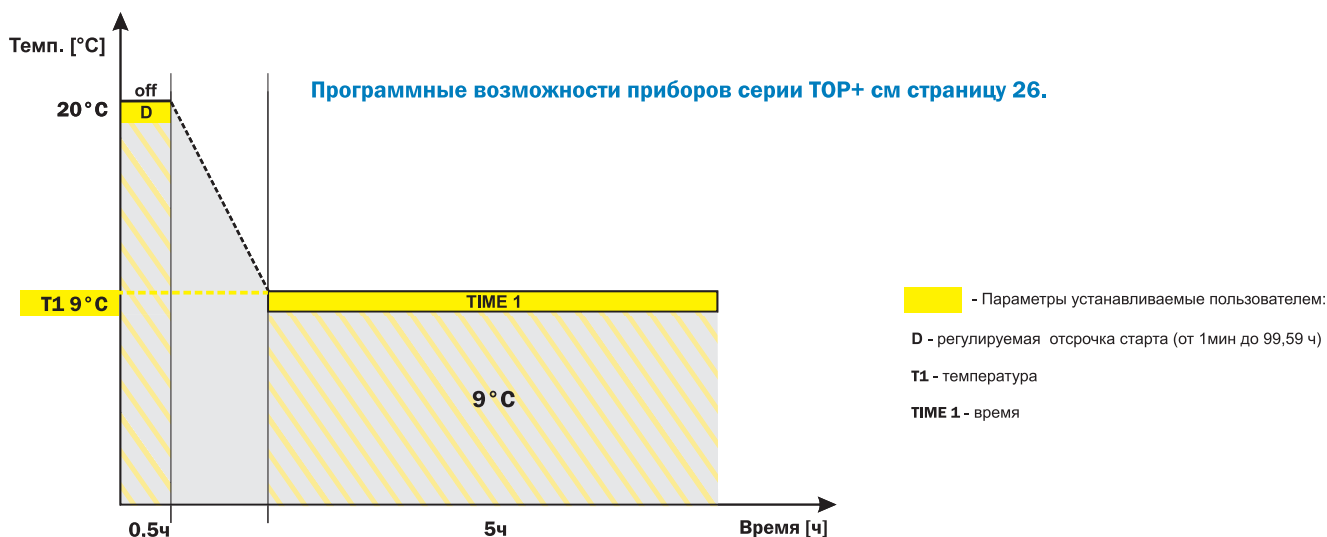 Темп. [°C]
off
Программные возможности приборов серии TOP+ см страницу 26.
20°C
D
T1 9°C
TIME 1
- Параметры устанавливаемые пользователем:
D - регулируемая отсрочка старта (от 1мин до 99,59 ч)
T1 - температура
9°C
TIME 1 - время
0.5ч
5ч
Время [ч]